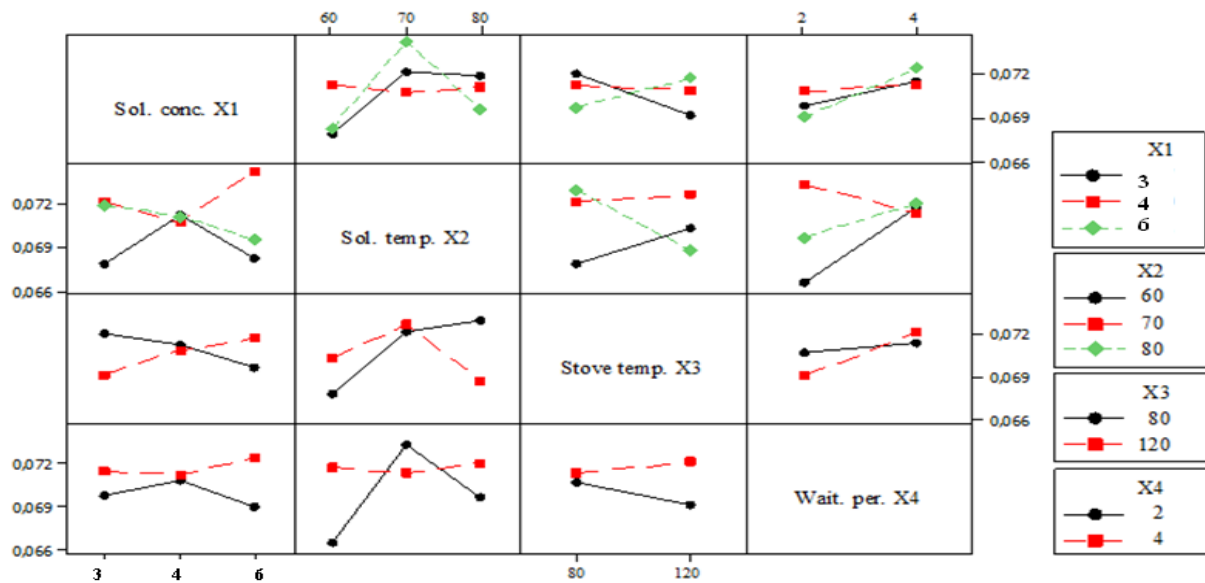 60 70 80 2 4
Sol. conc. X1
0,072
0,069
0,066
0,072
0,069
0,066
Sol. temp. X2
Stove temp. X3
0,072
0,069
0,066
0,072
0,069
0,066
Wait. per. X4
3 4 6 80 120
X1
3
4
6
X2
60
70
80
X3
80
120
X4
2
4